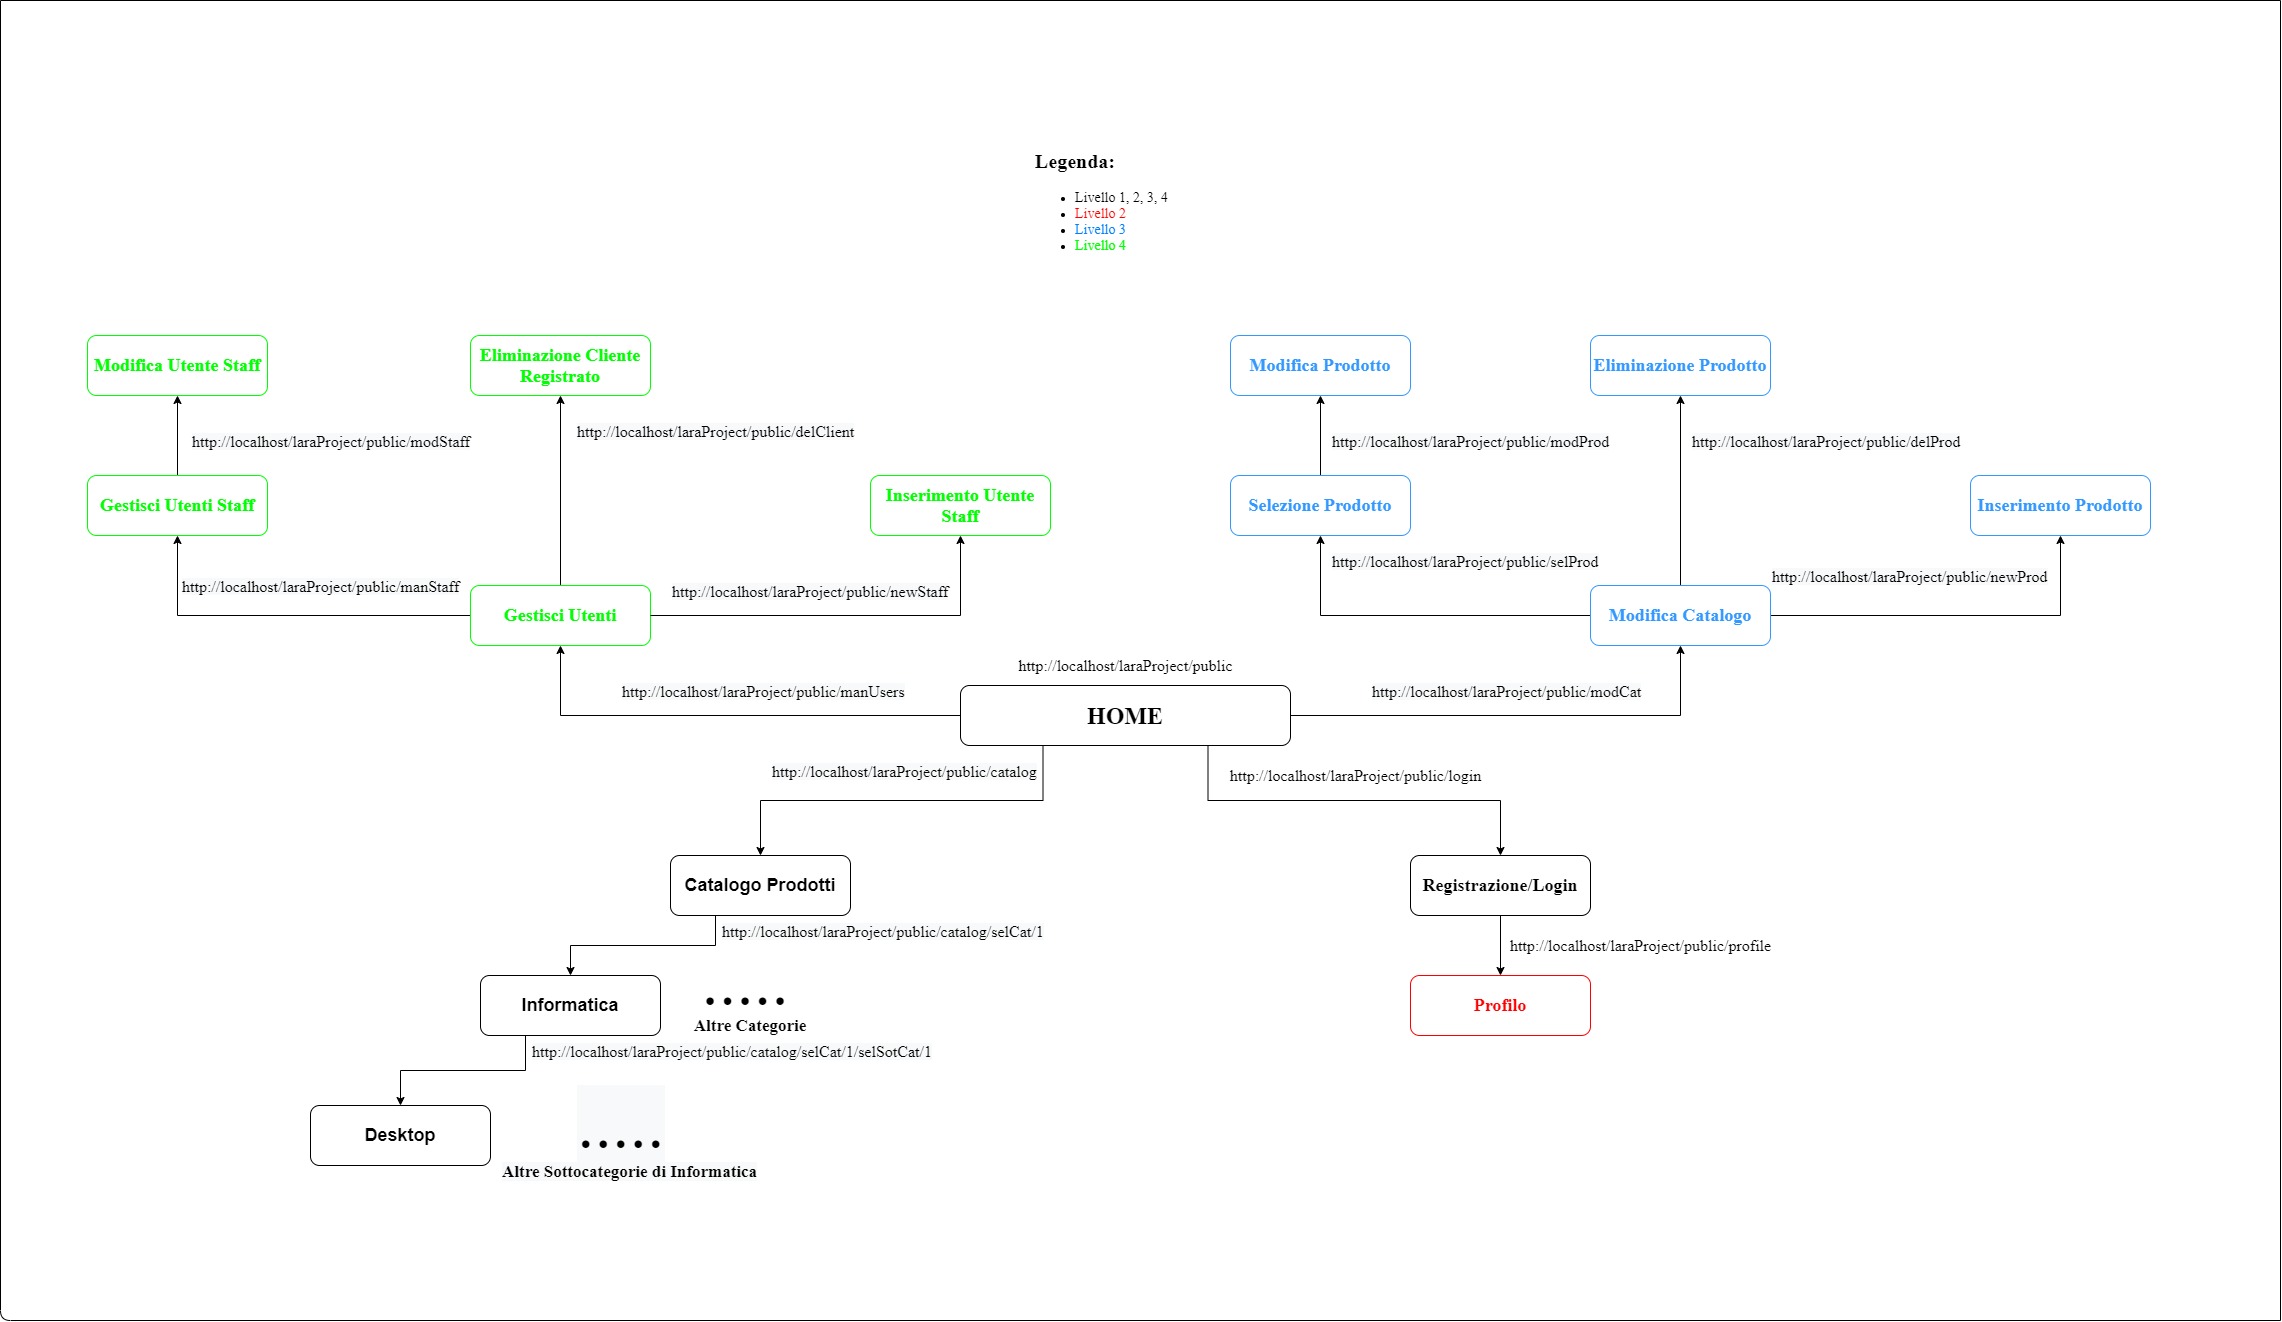 Legenda:
Livello 1, 2, 3, 4
Livello 2
Livello 3
Livello 4
Modifica Utente Staff
Eliminazione Cliente
Registrato
Modifica Prodotto
Eliminazione Prodotto
http://localhost/laraProject/public/modStaff
http://localhost/laraProject/public/delClient
http://localhost/laraProject/public/modProd
http://localhost/laraProject/public/delProd
Gestisci Utenti Staff
Inserimento Utente
Staff
Selezione Prodotto
Inserimento Prodotto
http://localhost/laraProject/public/manStaff
http://localhost/laraProject/public/newStaff
http://localhost/laraProject/public/selProd
http://localhost/laraProject/public/newProd
Gestisci Utenti
Modifica Catalogo
http://localhost/laraProject/public
http://localhost/laraProject/public/manUsers
http://localhost/laraProject/public/modCat
HOME
http://localhost/laraProject/public/catalog
http://localhost/laraProject/public/login
Catalogo Prodotti
Registrazione/Login
http://localhost/laraProject/public/catalog/selCat/1
http://localhost/laraProject/public/profile
Informatica
• • • • •
Altre Categorie
Profilo
http://localhost/laraProject/public/catalog/selCat/1/selSotCat/1
Desktop
• • • • •
Altre Sottocategorie di Informatica